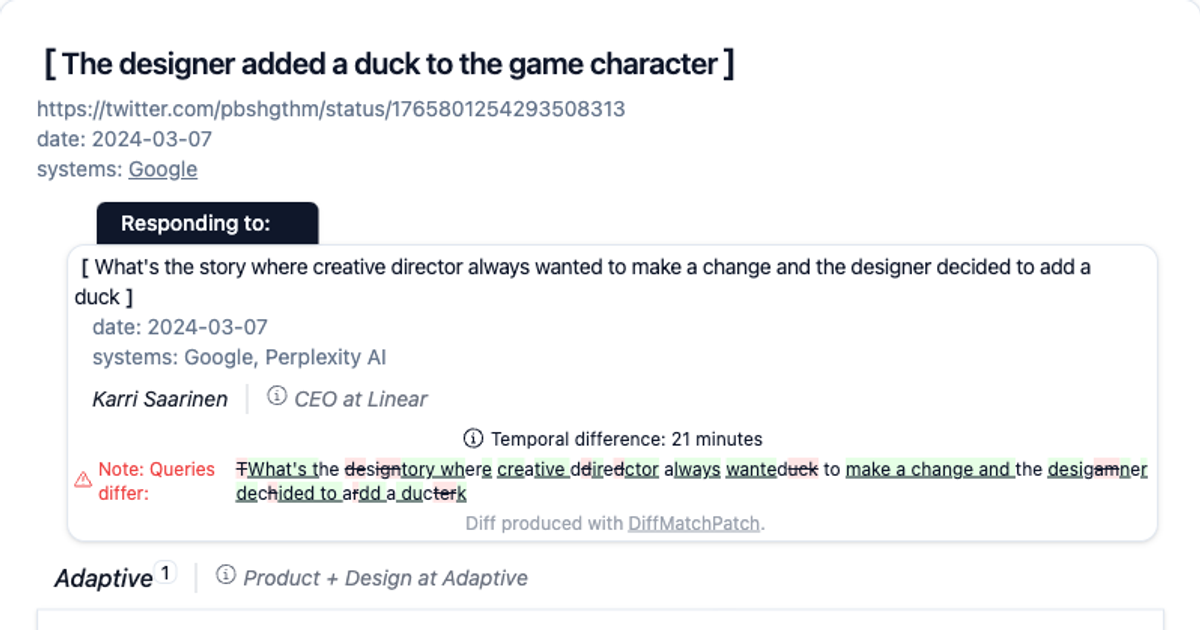 [ The designer added a duck to the game character ]
https://twitter.com/pbshgthm/status/1765801254293508313
date: 2024-03-07
systems: Google
Responding to:
[ What's the story where creative director always wanted to make a change and the designer decided to add a
duck ]
date: 2024-03-07
systems: Google, Perplexity AI
Karri Saarinen | CEO at Linear
Temporal difference: 21 minutes
Note: Queries
differ:
TWhat's the designtory where creative ddiredctor always wanteduck to make a change and the desigamner
dechided to ardd a ducterk
Diff produced with DiffMatchPatch.
Adaptive 1 | Product + Design at Adaptive